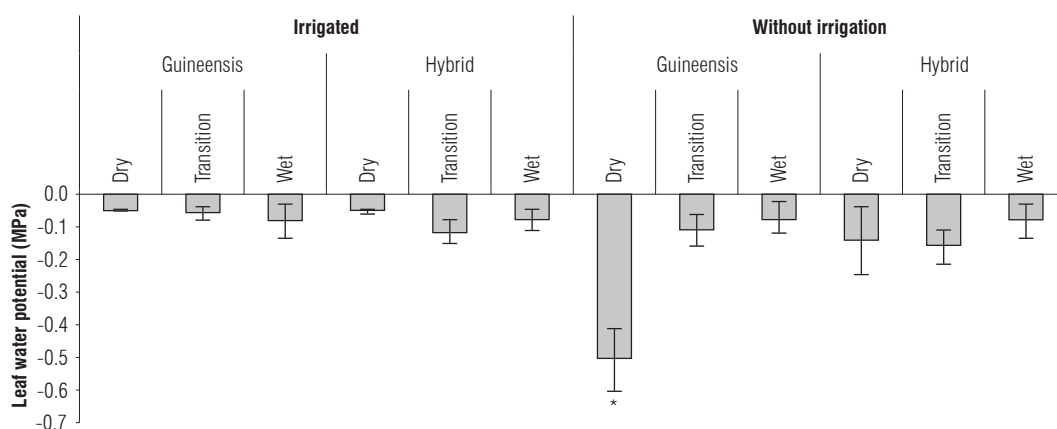 Irrigated Without irrigation
Guineensis Hybrid Guineensis Hybrid
Dry Transition Wet Dry Transition Wet Dry Transition Wet Dry Transition Wet
Leaf water potential (MPa)
0.0
-0.1
-0.2
-0.3
-0.4
-0.5
-0.6
-0.7
*